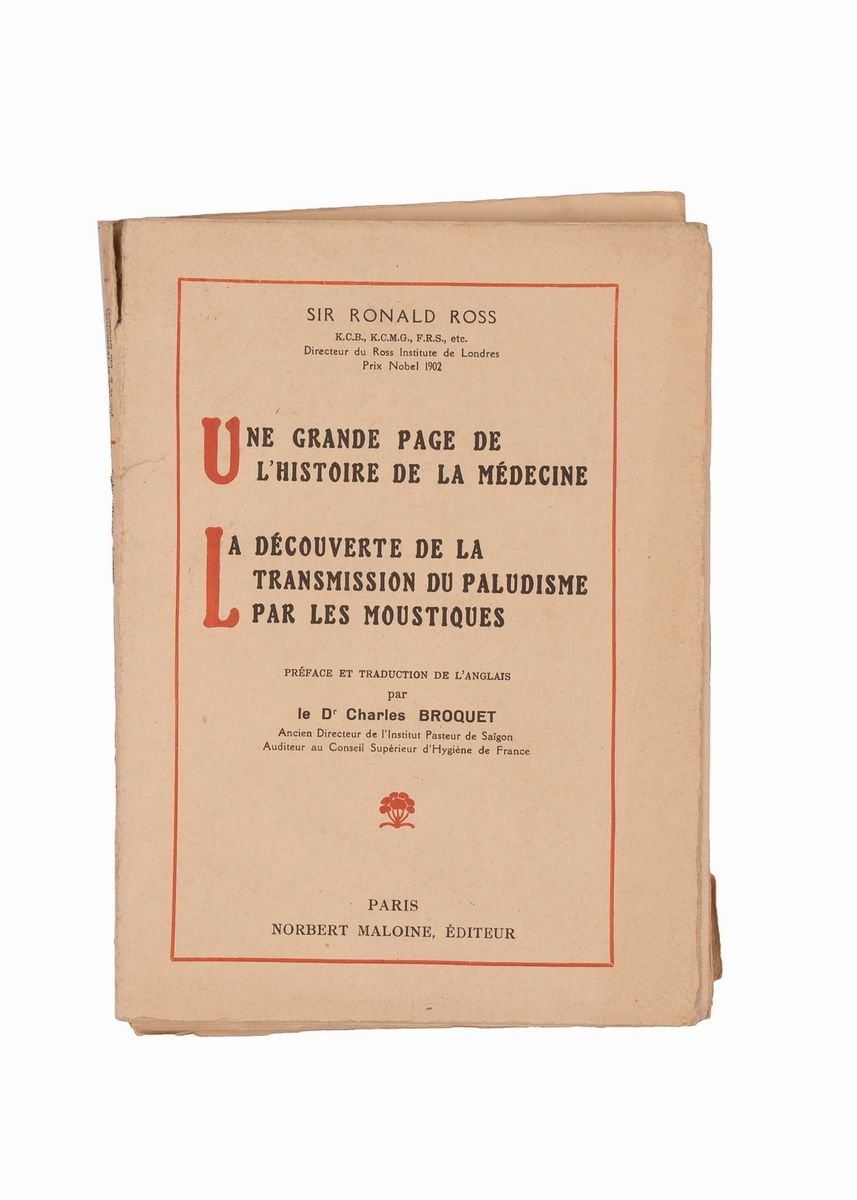 SIR RONALD ROSS
K.C.B., K.C.M.G., F.R.S., etc.
Directeur du Ross Institute de Londres
Prix Nobel 1902
UNE GRANDE PAGE DE
L'HISTOIRE DE LA MÉDECINE
LA DÉCOUVERTE DE LA
TRANSMISSION DU PALUDISME
PAR LES MOUSTIQUES
PRÉFACE ET TRADUCTION DE L'ANGLAIS
par
le Dr Charles BROQUET
Ancien Directeur de l'Institut Pasteur de Saïgon
Auditeur au Conseil Supérieur d'Hygiène de France
PARIS
NORBERT MALOINE, ÉDITEUR